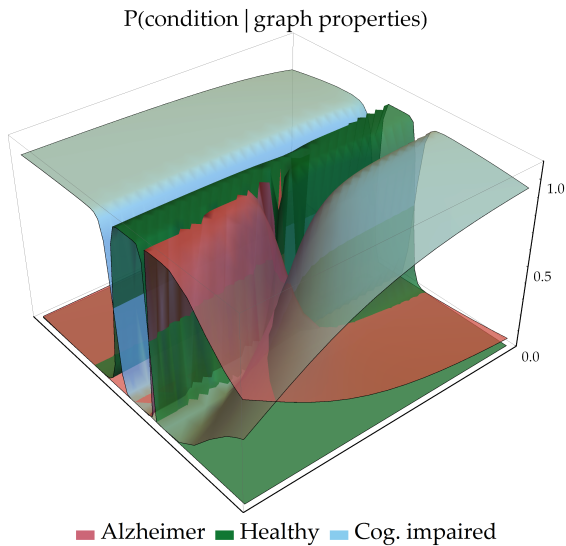 P(condition | graph properties)
1.0
0.5
0.0
Alzheimer Healthy Cog. impaired